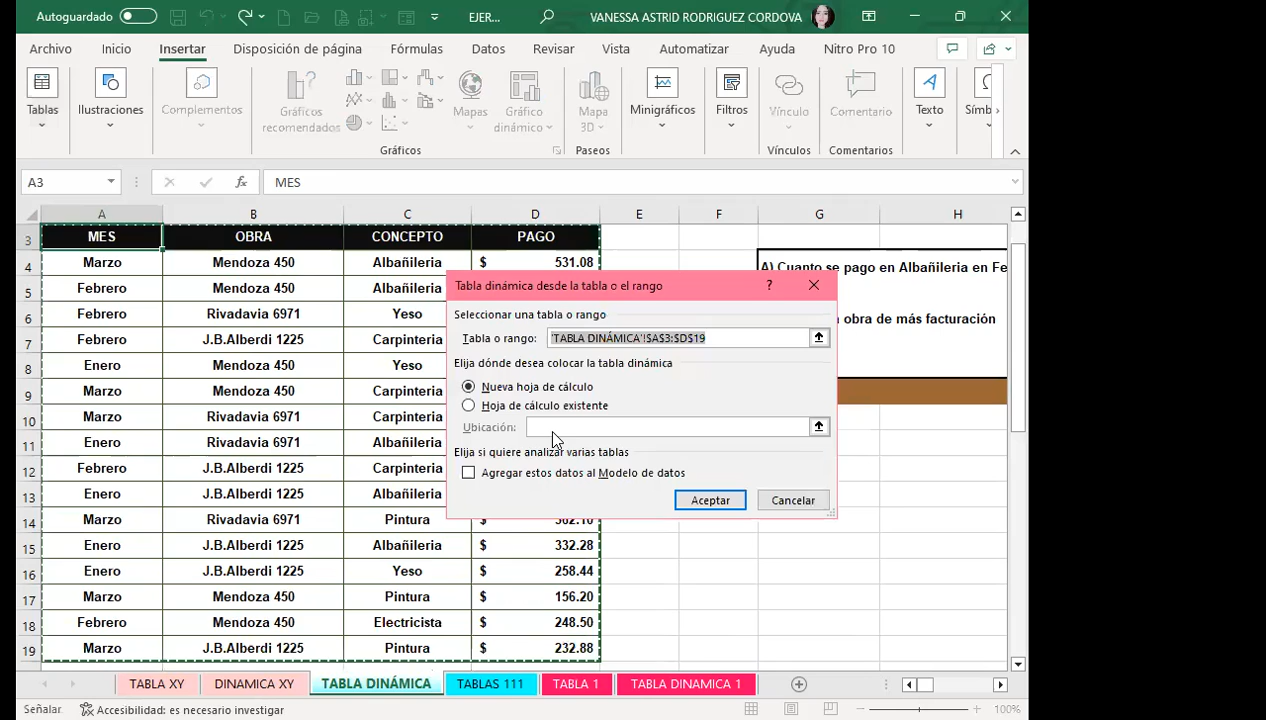 Autoguardado
EJER...
VANESSA ASTRID RODRIGUEZ CORDOVA
Archivo Inicio Insertar Disposición de página Fórmulas Datos Revisar Vista Automatizar Ayuda Nitro Pro 10
Tablas
Ilustraciones
Complementos
Gráficos recomendados
Mapas
Gráfico dinámico
Mapa 3D
Minigráficos
Filtros
Vínculo
Comentario
Texto
Símb
Gráficos Paseos Vínculos Comentarios
A3 fx MES
A B C D E F G H
3 MES OBRA CONCEPTO PAGO
4 Marzo Mendoza 450 Albañileria $ 531.08 A) Cuanto se pago en Albañileria en Fe
5 Febrero Mendoza 450 Albañileria
6 Febrero Rivadavia 6971 Yeso obra de más facturación
7 Febrero J.B.Alberdi 1225 Carpinteria
8 Enero Mendoza 450 Yeso
9 Marzo Mendoza 450 Carpinteria
10 Marzo Rivadavia 6971 Carpinteria
11 Enero Rivadavia 6971 Albañileria
12 Febrero J.B.Alberdi 1225 Carpinteria
13 Enero J.B.Alberdi 1225 Albañileria
14 Marzo Rivadavia 6971 Pintura $
15 Enero J.B.Alberdi 1225 Albañileria $ 332.28
16 Enero J.B.Alberdi 1225 Yeso $ 258.44
17 Marzo Mendoza 450 Pintura $ 156.20
18 Febrero Mendoza 450 Electricista $ 248.50
19 Marzo J.B.Alberdi 1225 Pintura $ 232.88
Tabla dinámica desde la tabla o el rango ?
Seleccionar una tabla o rango
Tabla o rango: 'TABLA DINÁMICA'!$A$3:$D$19
Elija dónde desea colocar la tabla dinámica
Nueva hoja de cálculo
Hoja de cálculo existente
Ubicación:
Elija si quiere analizar varias tablas
Agregar estos datos al Modelo de datos
Aceptar Cancelar
TABLA XY DINAMICA XY TABLA DINÁMICA TABLAS 111 TABLA 1 TABLA DINAMICA 1
Señalar Accesibilidad: es necesario investigar 100%